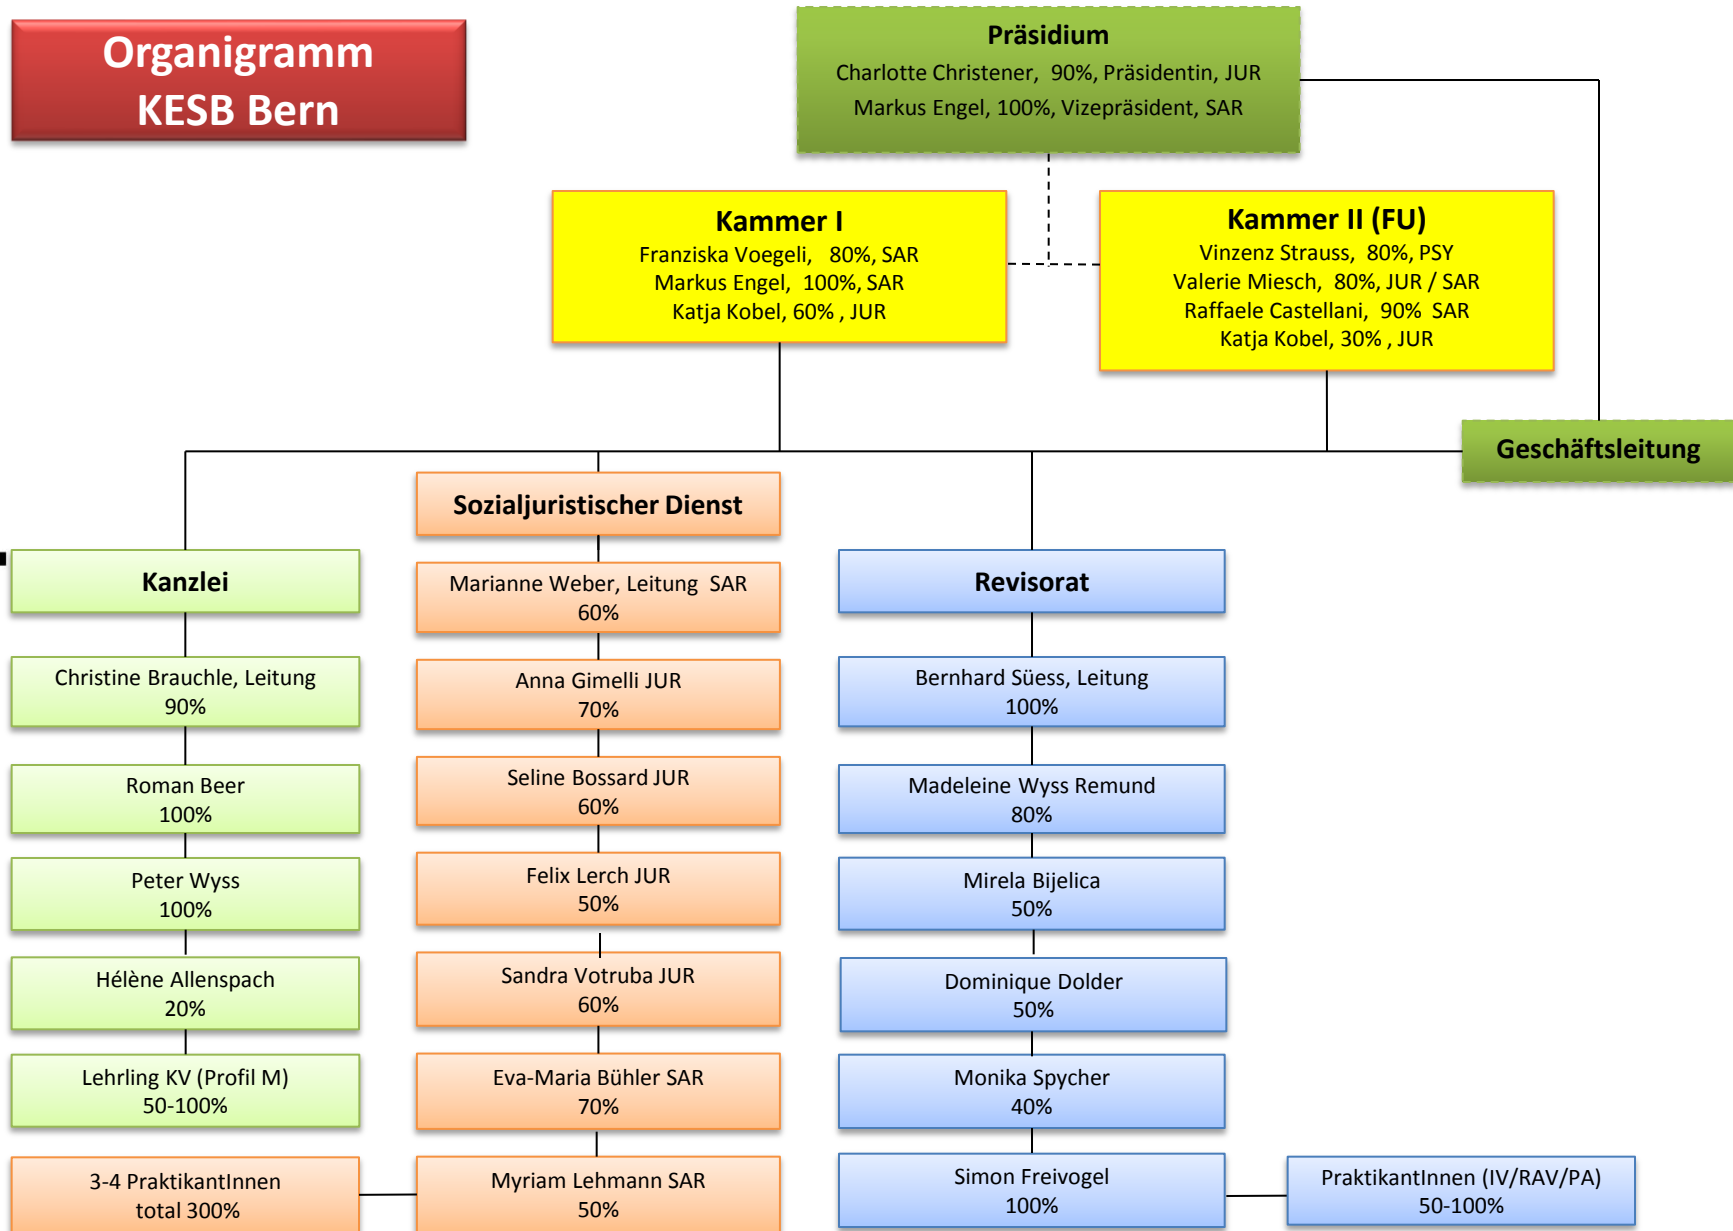 Organigramm
KESB Bern
Präsidium
Charlotte Christener, 90%, Präsidentin, JUR
Markus Engel, 100%, Vizepräsident, SAR
Kammer I
Franziska Voegeli, 80%, SAR
Markus Engel, 100%, SAR
Katja Kobel, 60% , JUR
Kammer II (FU)
Vinzenz Strauss, 80%, PSY
Valerie Miesch, 80%, JUR / SAR
Raffaele Castellani, 90% SAR
Katja Kobel, 30% , JUR
Geschäftsleitung
Kanzlei
Christine Brauchle, Leitung
90%
Roman Beer
100%
Peter Wyss
100%
Hélène Allenspach
20%
Lehrling KV (Profil M)
50-100%
Sozialjuristischer Dienst
Marianne Weber, Leitung SAR
60%
Anna Gimelli JUR
70%
Seline Bossard JUR
60%
Felix Lerch JUR
50%
Sandra Votruba JUR
60%
Eva-Maria Bühler SAR
70%
Myriam Lehmann SAR
50%
3-4 PraktikantInnen
total 300%
Revisorat
Bernhard Süess, Leitung
100%
Madeleine Wyss Remund
80%
Mirela Bijelica
50%
Dominique Dolder
50%
Monika Spycher
40%
Simon Freivogel
100%
PraktikantInnen (IV/RAV/PA)
50-100%